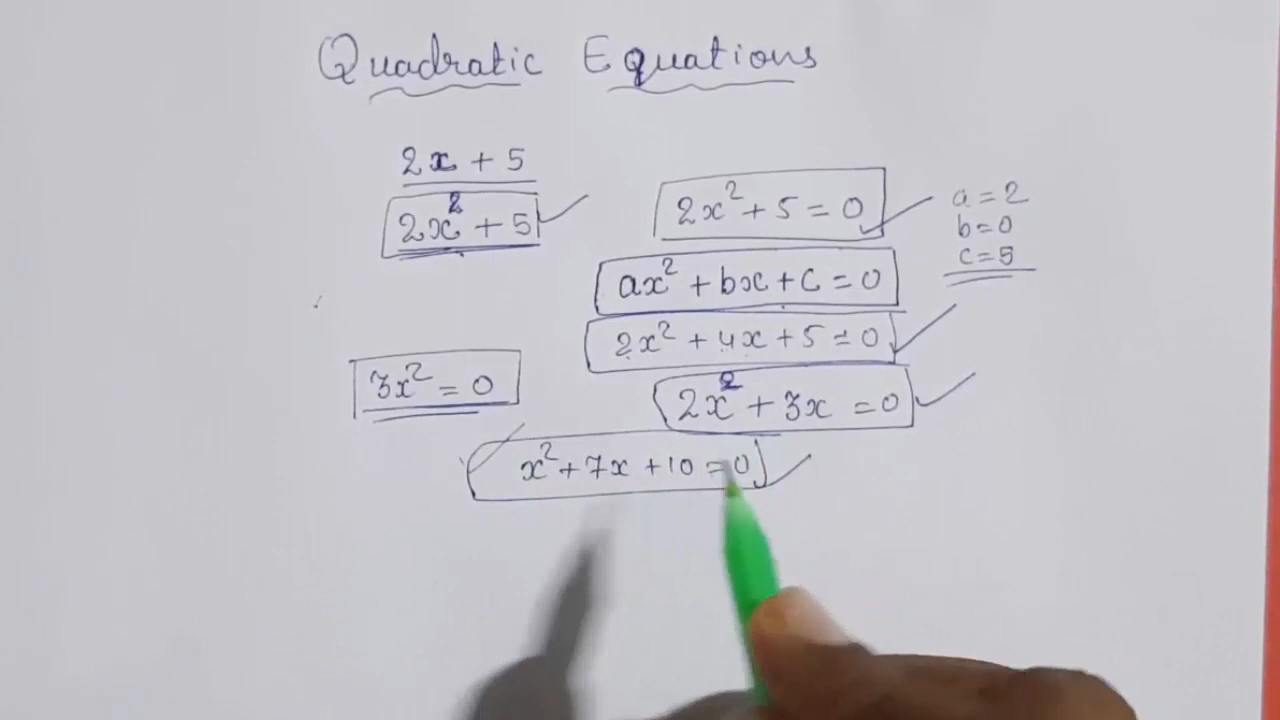 Quadratic Equations
2x + 5
2x² + 5
2x² + 5 = 0
a = 2
b = 0
c = 5
ax² + bx + c = 0
2x² + 4x + 5 = 0
3x² = 0
2x² + 3x = 0
x² + 7x + 10 = 0